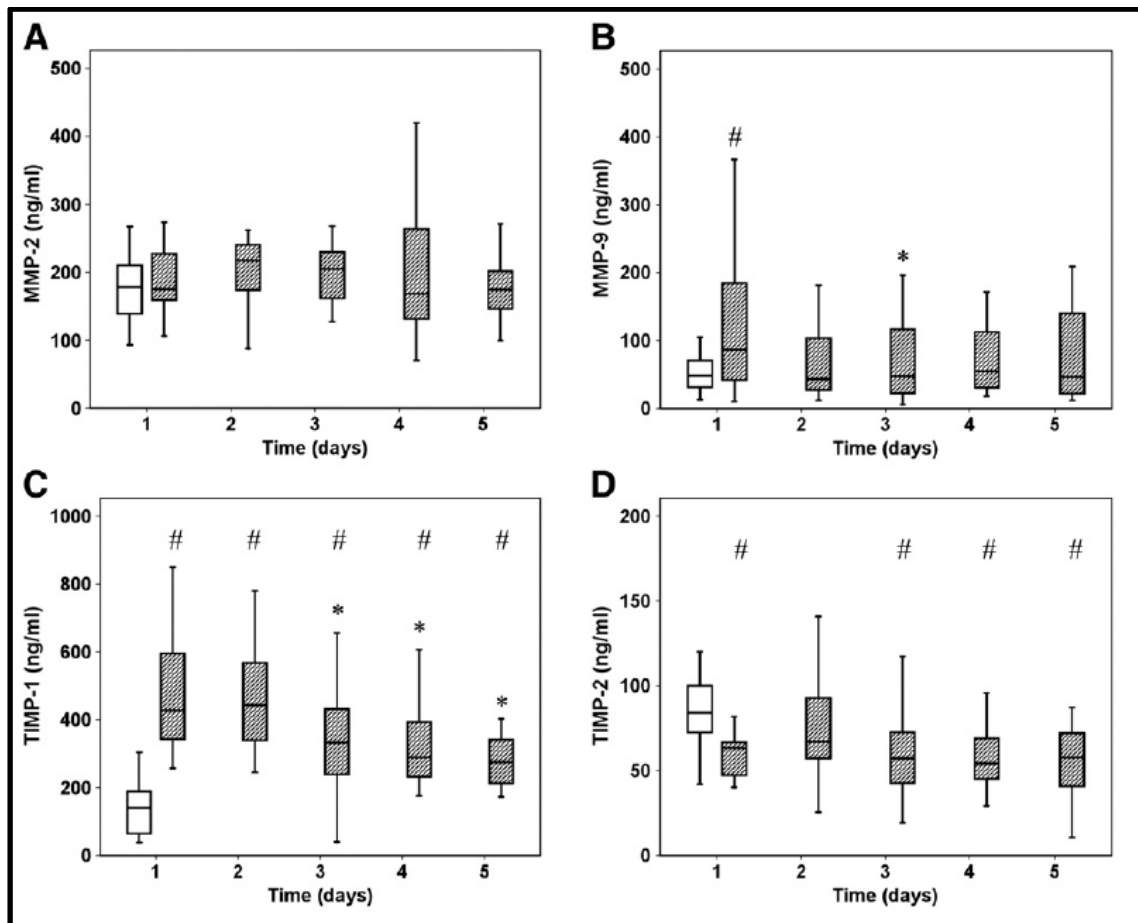 A
500
400
300
200
100
0
MMP-2 (ng/ml)
1 2 3 4 5
Time (days)
B
#
*
500
400
300
200
100
0
MMP-9 (ng/ml)
1 2 3 4 5
Time (days)
C
# # # # #
* * *
1000
800
600
400
200
0
TIMP-1 (ng/ml)
1 2 3 4 5
Time (days)
D
# # # #
200
150
100
50
0
TIMP-2 (ng/ml)
1 2 3 4 5
Time (days)